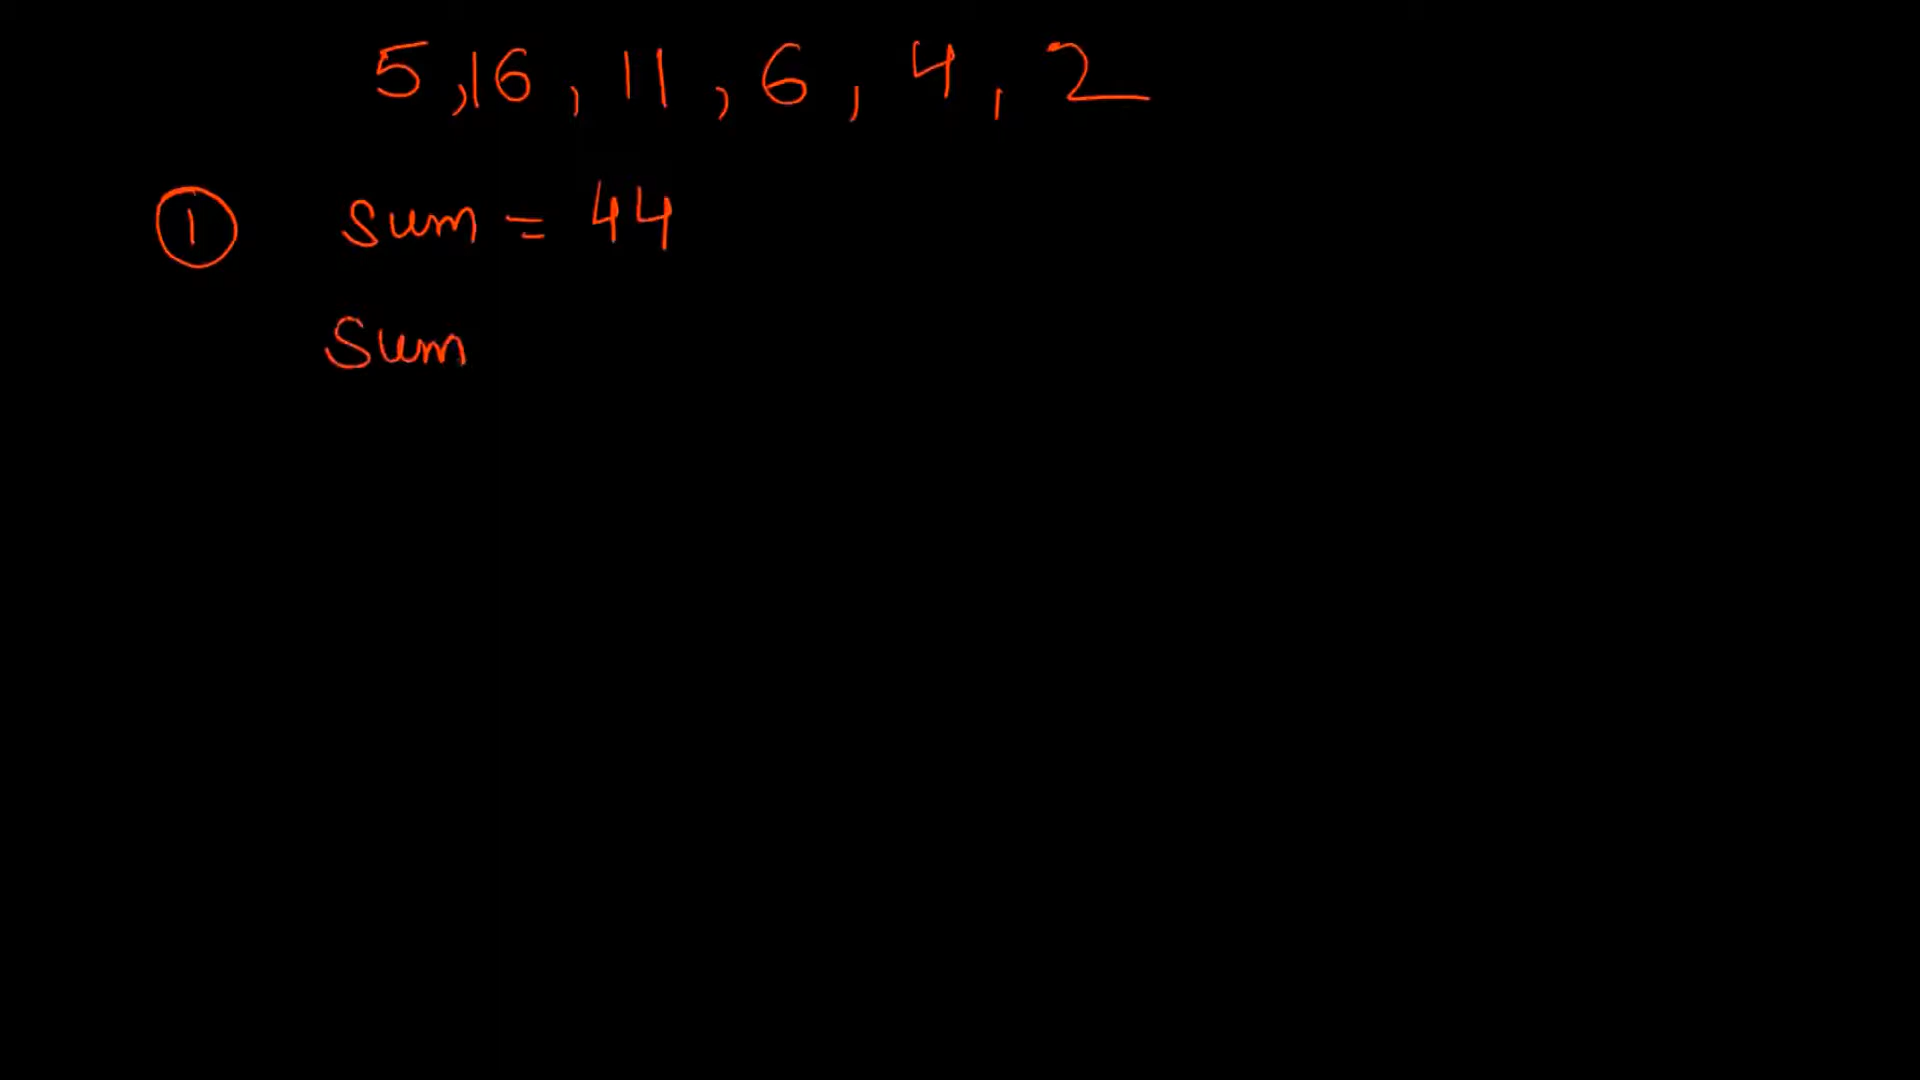 5,16, 11, 6, 4, 2
① Sum = 44
Sum